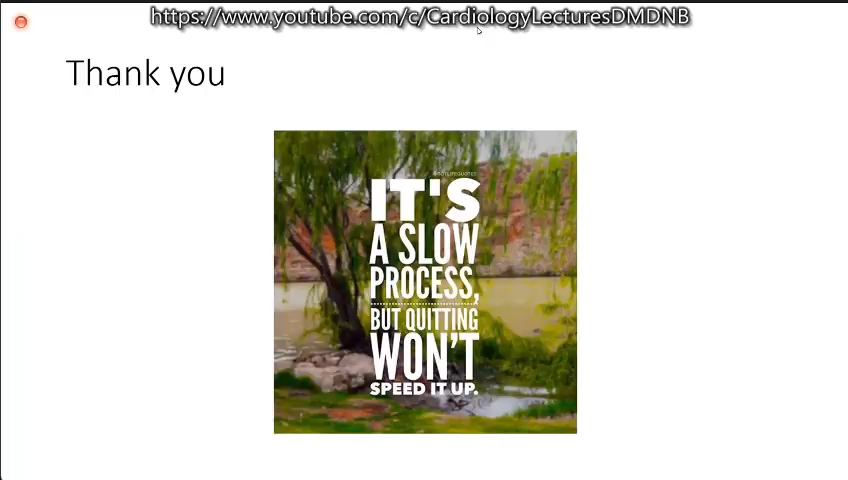 https://www.youtube.com/c/CardiologyLecturesDMDNB
Thank you
IT'S
A SLOW
PROCESS,
BUT QUITTING
WON'T
SPEED IT UP.